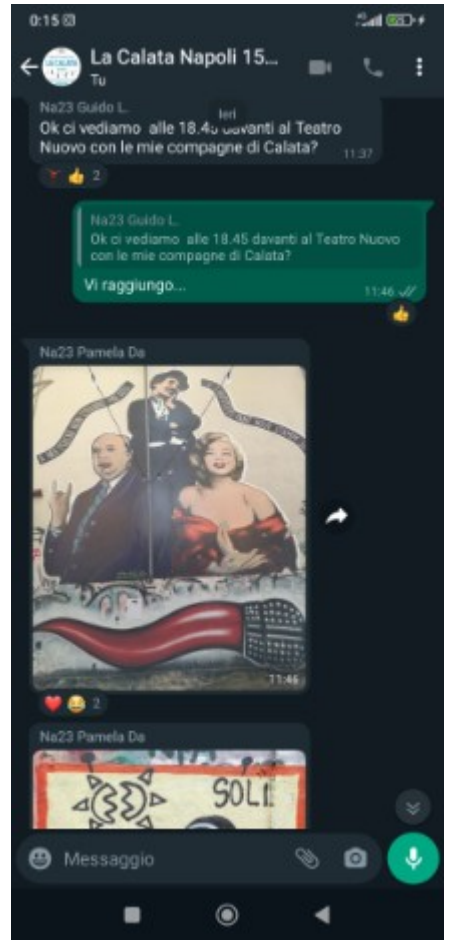 0:15
La Calata Napoli 15...
Tu
Na23 Guido L.
Ieri
Ok ci vediamo alle 18.45 davanti al Teatro
Nuovo con le mie compagne di Calata?
11:37
2
Na23 Guido L.
Ok ci vediamo alle 18.45 davanti al Teatro Nuovo
con le mie compagne di Calata?
Vi raggiungo...
11:46
Na23 Pamela Da
11:46
2
Na23 Pamela Da
SOLI
Messaggio